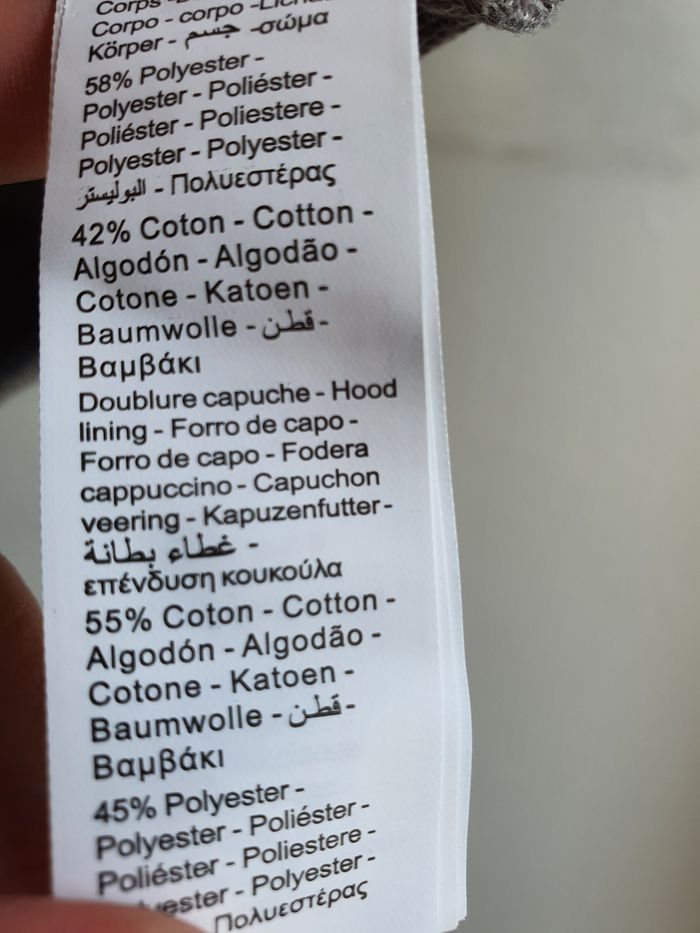 Corps -
Corpo - corpo -
Körper - جسم - σώμα
58% Polyester -
Polyester - Poliéster -
Poliéster - Poliestere -
Polyester - Polyester -
البوليستر - Πολυεστέρας
42% Coton - Cotton -
Algodón - Algodão -
Cotone - Katoen -
Baumwolle - قطن -
Βαμβάκι
Doublure capuche - Hood
lining - Forro de capo -
Forro de capo - Fodera
cappuccino - Capuchon
veering - Kapuzenfutter-
غطاء بطانة -
επένδυση κουκούλα
55% Coton - Cotton -
Algodón - Algodão -
Cotone - Katoen -
Baumwolle - قطن -
Βαμβάκι
45% Polyester -
Polyester - Poliéster -
Poliéster - Poliestere -
- Polyester -
Πολυεστέρας